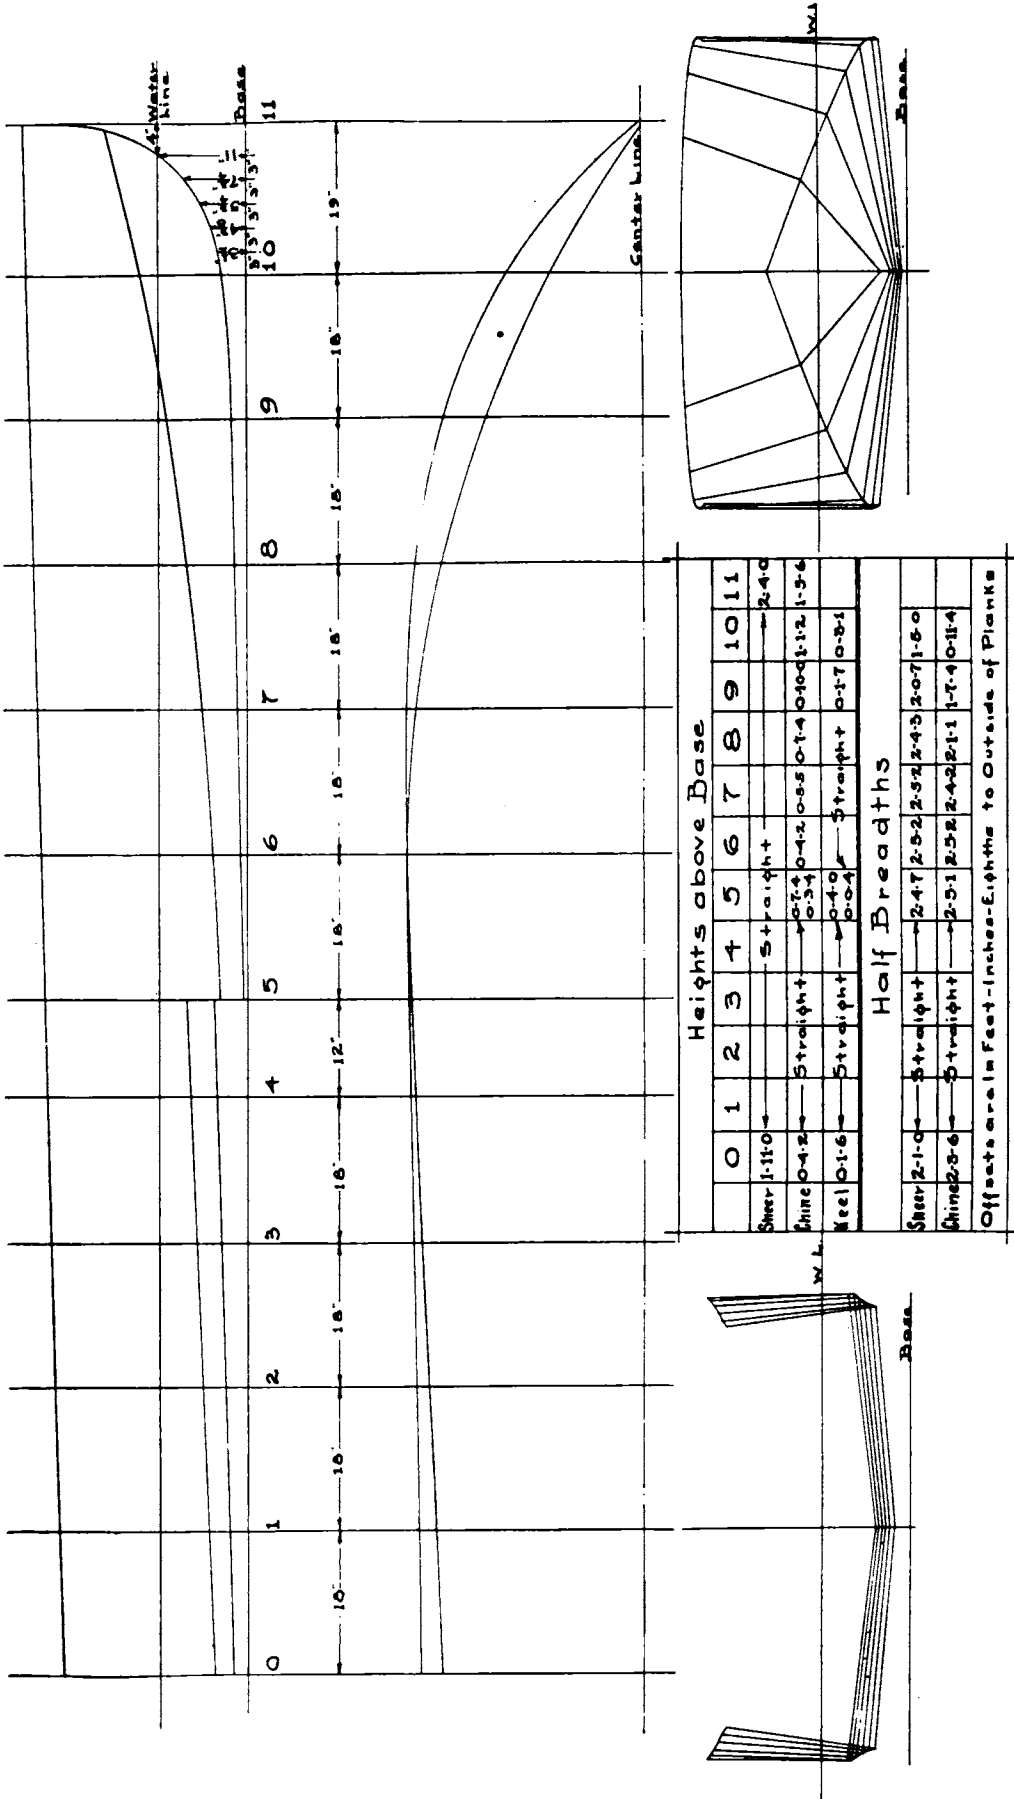 4" Water
Line
Base
0 1 2 3 4 5 6 7 8 9 10 11
3" 3" 3" 3" 3"
18" 18" 18" 18" 12" 18" 18" 18" 18" 18" 19"
Center Line
W.L.
Base
W.L.
Base
Heights above Base
0 1 2 3 4 5 6 7 8 9 10 11
Sheer 1-11-0 Straight 2-4-0
Chine 0-4-2 Straight 0-7-4 0-4-2 0-5-5 0-7-4 0-10-0 1-1-2 1-5-6
0-3-4
Keel 0-1-6 Straight 0-4-0 Straight 0-1-7 0-3-1
0-0-4
Half Breadths
Sheer 2-1-0 Straight 2-4-7 2-5-2 2-5-2 2-4-3 2-0-7 1-5-0
Chine 2-3-6 Straight 2-5-1 2-5-2 2-4-2 2-1-1 1-7-4 0-11-4
Offsets are in Feet-Inches-Eighths to Outside of Planks